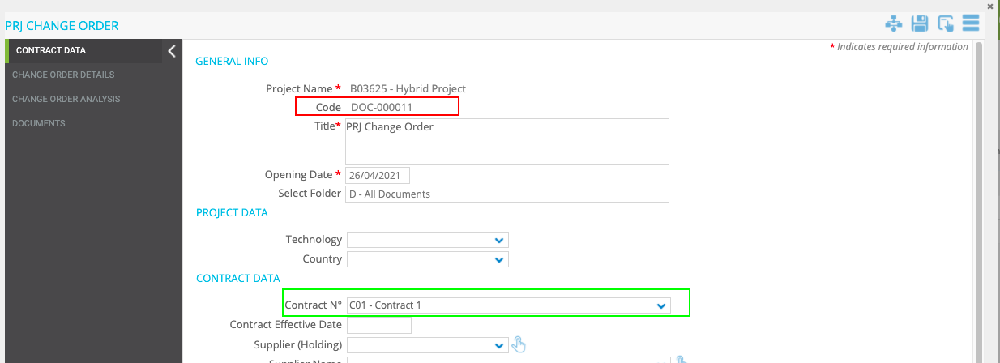 PRJ CHANGE ORDER
CONTRACT DATA
CHANGE ORDER DETAILS
CHANGE ORDER ANALYSIS
DOCUMENTS
* Indicates required information
GENERAL INFO
Project Name * B03625 - Hybrid Project
Code DOC-000011
Title* PRJ Change Order
Opening Date * 26/04/2021
Select Folder D - All Documents
PROJECT DATA
Technology
Country
CONTRACT DATA
Contract N° C01 - Contract 1
Contract Effective Date
Supplier (Holding)
Supplier Name